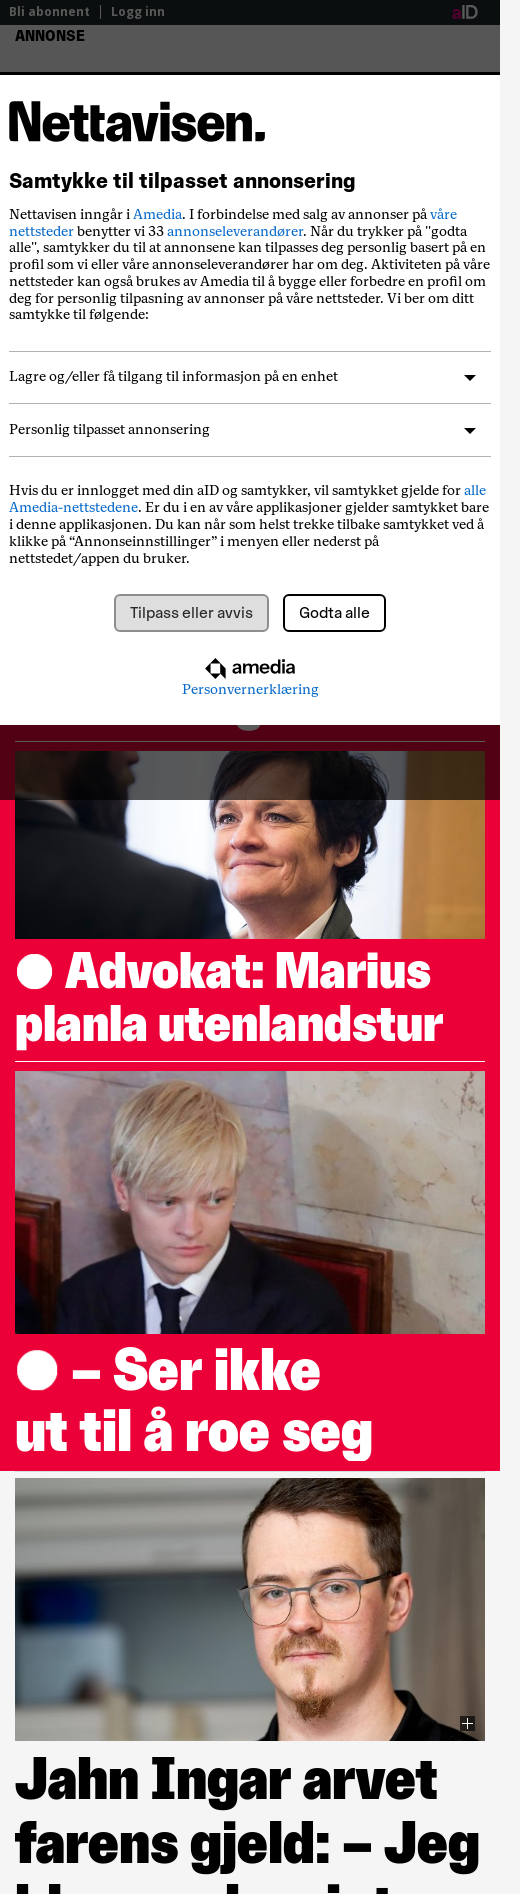 Bli abonnent
Logg inn
aID
ANNONSE
Nettavisen.
Samtykke til tilpasset annonsering
Nettavisen inngår i Amedia. I forbindelse med salg av annonser på våre
nettsteder benytter vi 33 annonseleverandører. Når du trykker på "godta
alle", samtykker du til at annonsene kan tilpasses deg personlig basert på en
profil som vi eller våre annonseleverandører har om deg. Aktiviteten på våre
nettsteder kan også brukes av Amedia til å bygge eller forbedre en profil om
deg for personlig tilpasning av annonser på våre nettsteder. Vi ber om ditt
samtykke til følgende:
Lagre og/eller få tilgang til informasjon på en enhet
Personlig tilpasset annonsering
Hvis du er innlogget med din aID og samtykker, vil samtykket gjelde for alle
Amedia-nettstedene. Er du i en av våre applikasjoner gjelder samtykket bare
i denne applikasjonen. Du kan når som helst trekke tilbake samtykket ved å
klikke på “Annonseinnstillinger” i menyen eller nederst på
nettstedet/appen du bruker.
Tilpass eller avvis
Godta alle
amedia
Personvernerklæring
Advokat: Marius
planla utenlandstur
– Ser ikke
ut til å roe seg
Jahn Ingar arvet
farens gjeld: – Jeg